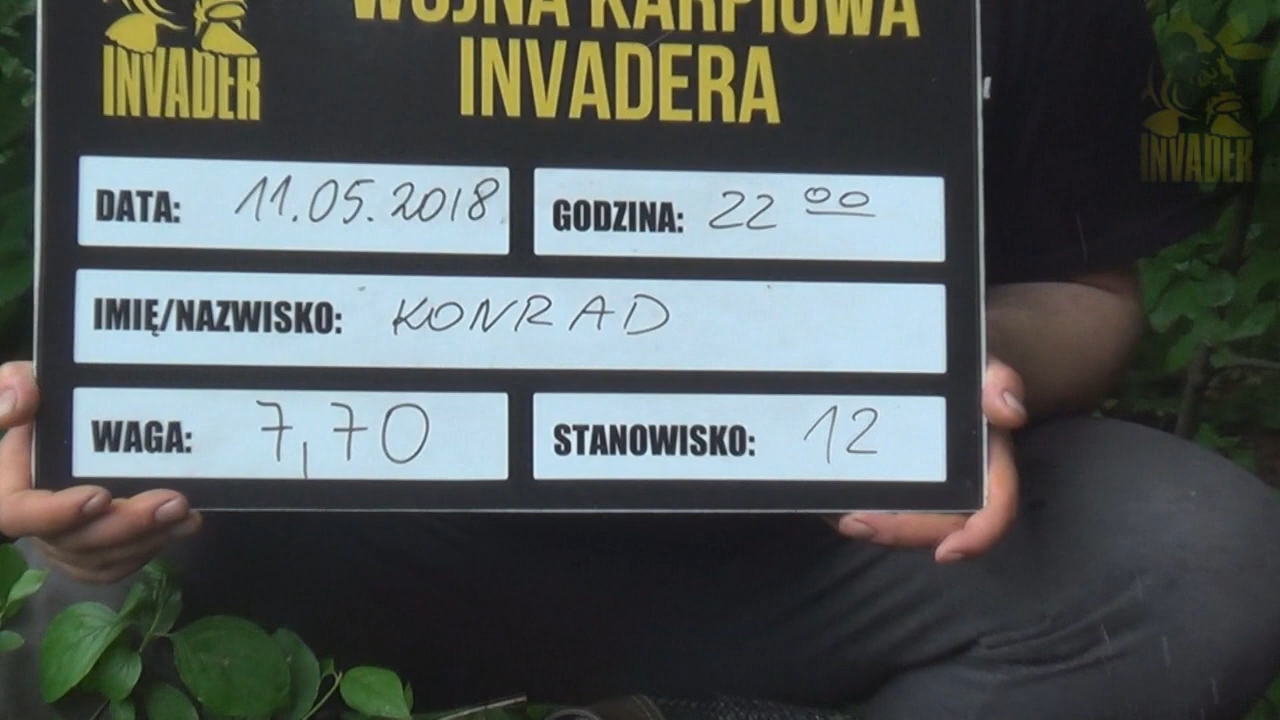 WOJNA KARPIOWA
INVADER
INVADERA
INVADER
DATA: 11.05.2018 GODZINA: 22 00
IMIĘ/NAZWISKO: KONRAD
WAGA: 7,70 STANOWISKO: 12